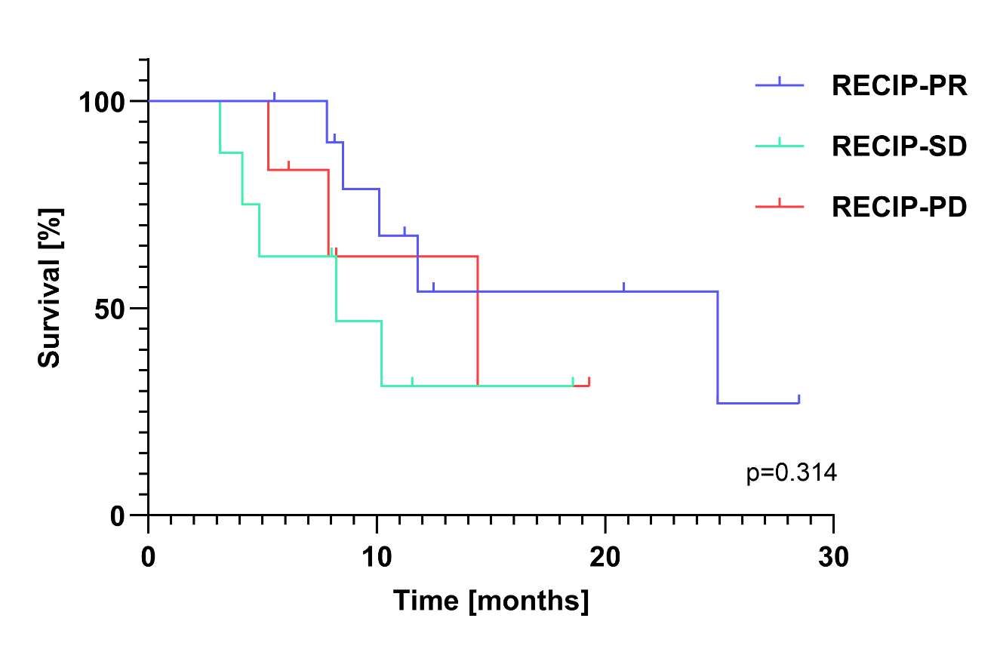 RECIP-PR
RECIP-SD
RECIP-PD
100
50
0
Survival [%]
0 10 20 30
Time [months]
p=0.314